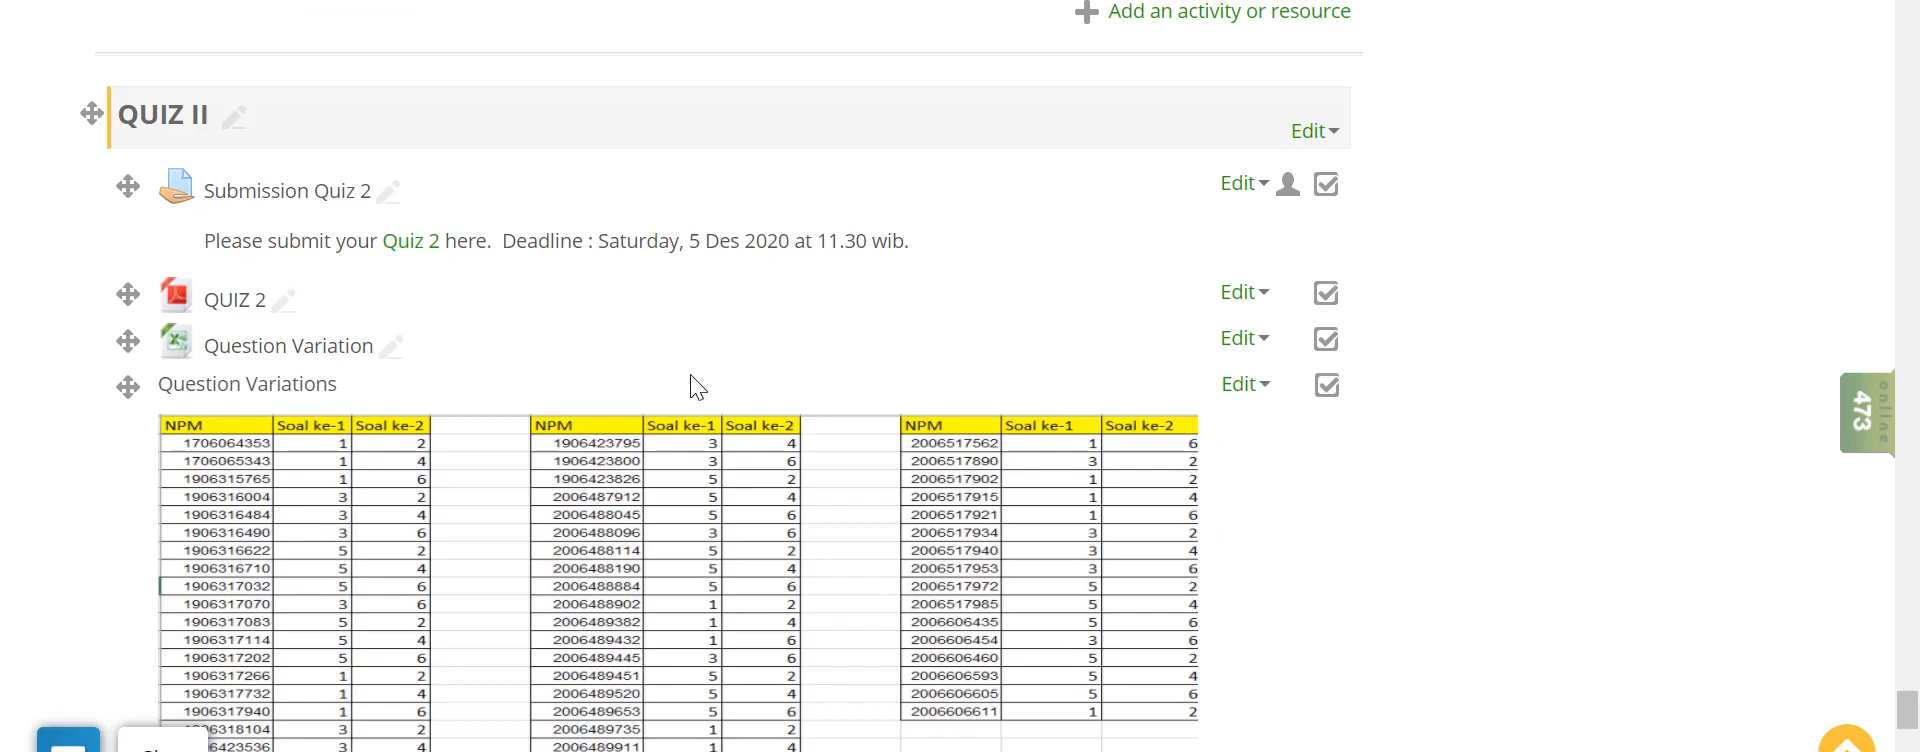 Add an activity or resource
QUIZ II
Edit
Submission Quiz 2
Edit
Please submit your Quiz 2 here.  Deadline : Saturday, 5 Des 2020 at 11.30 wib.
QUIZ 2
Edit
Question Variation
Edit
Question Variations
Edit
NPM Soal ke-1 Soal ke-2 NPM Soal ke-1 Soal ke-2 NPM Soal ke-1 Soal ke-2
1706064353 1 2 1906423795 3 4 2006517562 1 6
1706065343 1 4 1906423800 3 6 2006517890 3 2
1906315765 1 6 1906423826 5 2 2006517902 1 2
1906316004 3 2 2006487912 5 4 2006517915 1 4
1906316484 3 4 2006488045 5 6 2006517921 1 6
1906316490 3 6 2006488096 3 6 2006517934 3 2
1906316622 5 2 2006488114 5 2 2006517940 3 4
1906316710 5 4 2006488190 5 4 2006517953 3 6
1906317032 5 6 2006488884 5 6 2006517972 5 2
1906317070 3 6 2006488902 1 2 2006517985 5 4
1906317083 5 2 2006489382 1 4 2006606435 5 6
1906317114 5 4 2006489432 1 6 2006606454 3 6
1906317202 5 6 2006489445 3 6 2006606460 5 2
1906317266 1 2 2006489451 5 2 2006606593 5 4
1906317732 1 4 2006489520 5 4 2006606605 5 6
1906317940 1 6 2006489653 5 6 2006606611 1 2
06318104 3 2 2006489735 1 2
6423536 3 4 2006489911 1 4
473
online